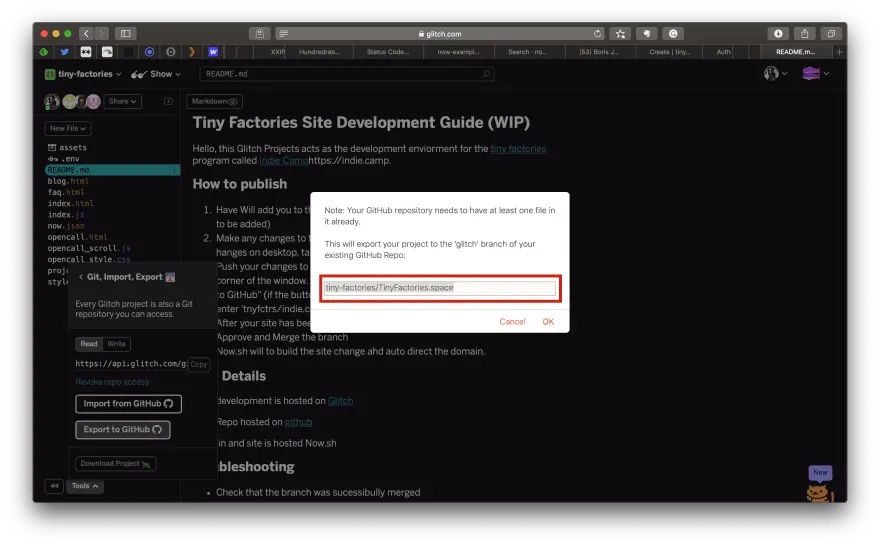 glitch.com
XXIV
Hundredrab...
Status Code...
now-exampl...
Search - no...
(53) Boris J...
Create | tiny...
Auth
README.m...
tiny-factories
Show
README.md
Share
Markdown
New File
assets
.env
README.md
blog.html
faq.html
index.html
index.js
now.json
opencall.html
opencall_scroll.js
opencall_style.css
proj
style
Tiny Factories Site Development Guide (WIP)
Hello, this Glitch Projects acts as the development enviorment for the tiny factories
program called Indie Camphttps://indie.camp.
How to publish
1. Have Will add you to th
to be added)
2. Make any changes to t
hanges on desktop, ta
Push your changes to
corner of the window.
to GitHub" (if the butto
enter 'tnyfctrs/indie.c
After your site has bee
Approve and Merge the branch
Now.sh will to build the site change ahd auto direct the domain.
Details
development is hosted on Glitch
Repo hosted on github
in and site is hosted Now.sh
ubleshooting
• Check that the branch was sucessibully merged
Git, Import, Export
Every Glitch project is also a Git
repository you can access.
Read
Write
https://api.glitch.com/g
Copy
Revoke repo access
Import from GitHub
Export to GitHub
Download Project
Tools
Note: Your GitHub repository needs to have at least one file in
it already.
This will export your project to the 'glitch' branch of your
existing GitHub Repo:
tiny-factories/TinyFactories.space
Cancel
OK
New